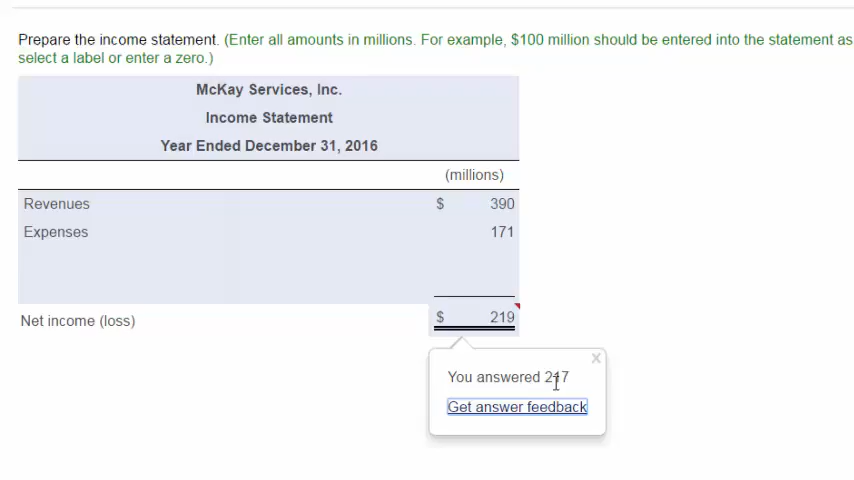 Prepare the income statement. (Enter all amounts in millions. For example, $100 million should be entered into the statement as
select a label or enter a zero.)
McKay Services, Inc.
Income Statement
Year Ended December 31, 2016
(millions)
Revenues $ 390
Expenses 171
Net income (loss) $ 219
X
You answered 217
Get answer feedback